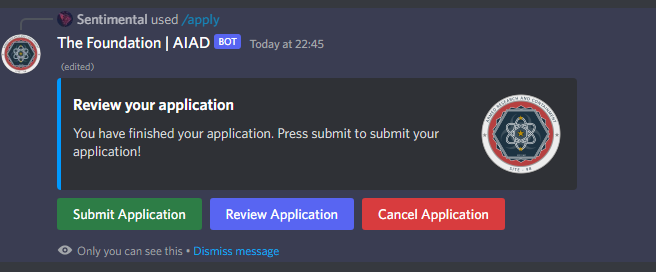 Sentimental used /apply
The Foundation | AIAD BOT Today at 22:45
(edited)
Review your application
You have finished your application. Press submit to submit your
application!
SITE - 98
Submit Application Review Application Cancel Application
Only you can see this • Dismiss message